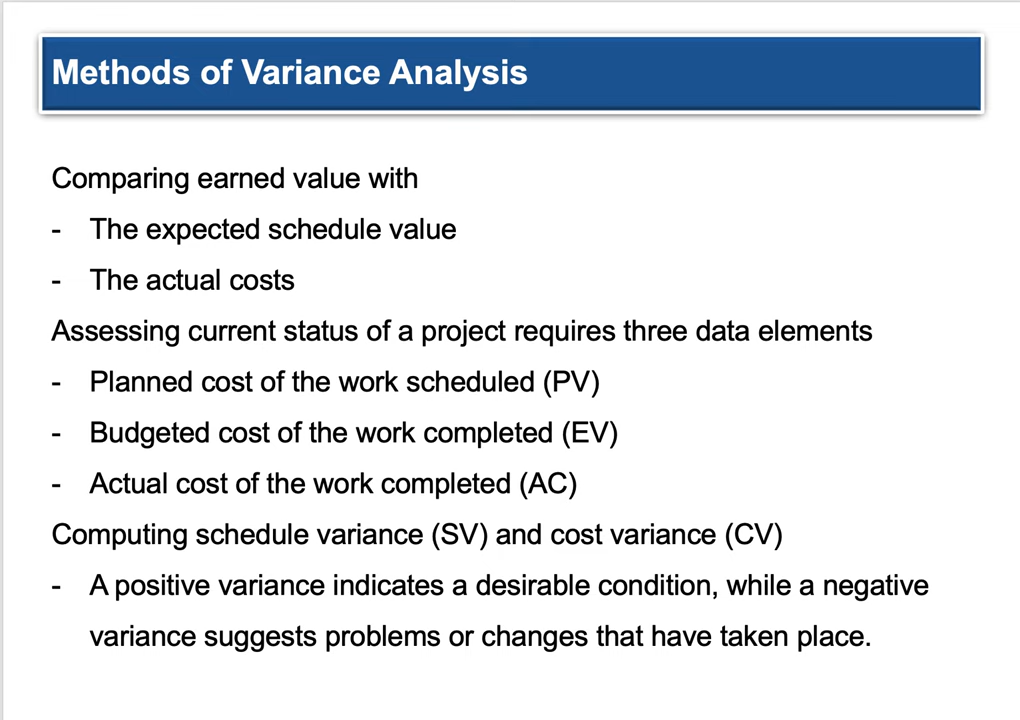 Methods of Variance Analysis
Comparing earned value with
- The expected schedule value
- The actual costs
Assessing current status of a project requires three data elements
- Planned cost of the work scheduled (PV)
- Budgeted cost of the work completed (EV)
- Actual cost of the work completed (AC)
Computing schedule variance (SV) and cost variance (CV)
- A positive variance indicates a desirable condition, while a negative
variance suggests problems or changes that have taken place.